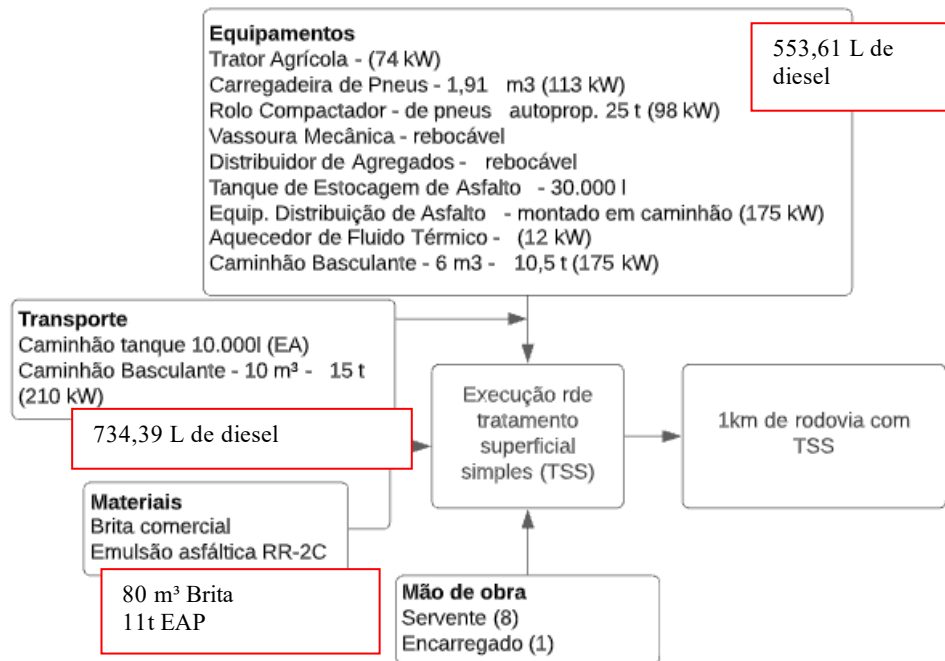 Equipamentos
Trator Agrícola - (74 kW)
Carregadeira de Pneus - 1,91 m3 (113 kW)
Rolo Compactador - de pneus autoprop. 25 t (98 kW)
Vassoura Mecânica - rebocável
Distribuidor de Agregados - rebocável
Tanque de Estocagem de Asfalto - 30.000 l
Equip. Distribuição de Asfalto - montado em caminhão (175 kW)
Aquecedor de Fluido Térmico - (12 kW)
Caminhão Basculante - 6 m3 - 10,5 t (175 kW)
553,61 L de
diesel
Transporte
Caminhão tanque 10.000l (EA)
Caminhão Basculante - 10 m³ - 15 t
(210 kW)
734,39 L de diesel
Materiais
Brita comercial
Emulsão asfáltica RR-2C
80 m³ Brita
11t EAP
Execução rde
tratamento
superficial
simples (TSS)
1km de rodovia com
TSS
Mão de obra
Servente (8)
Encarregado (1)